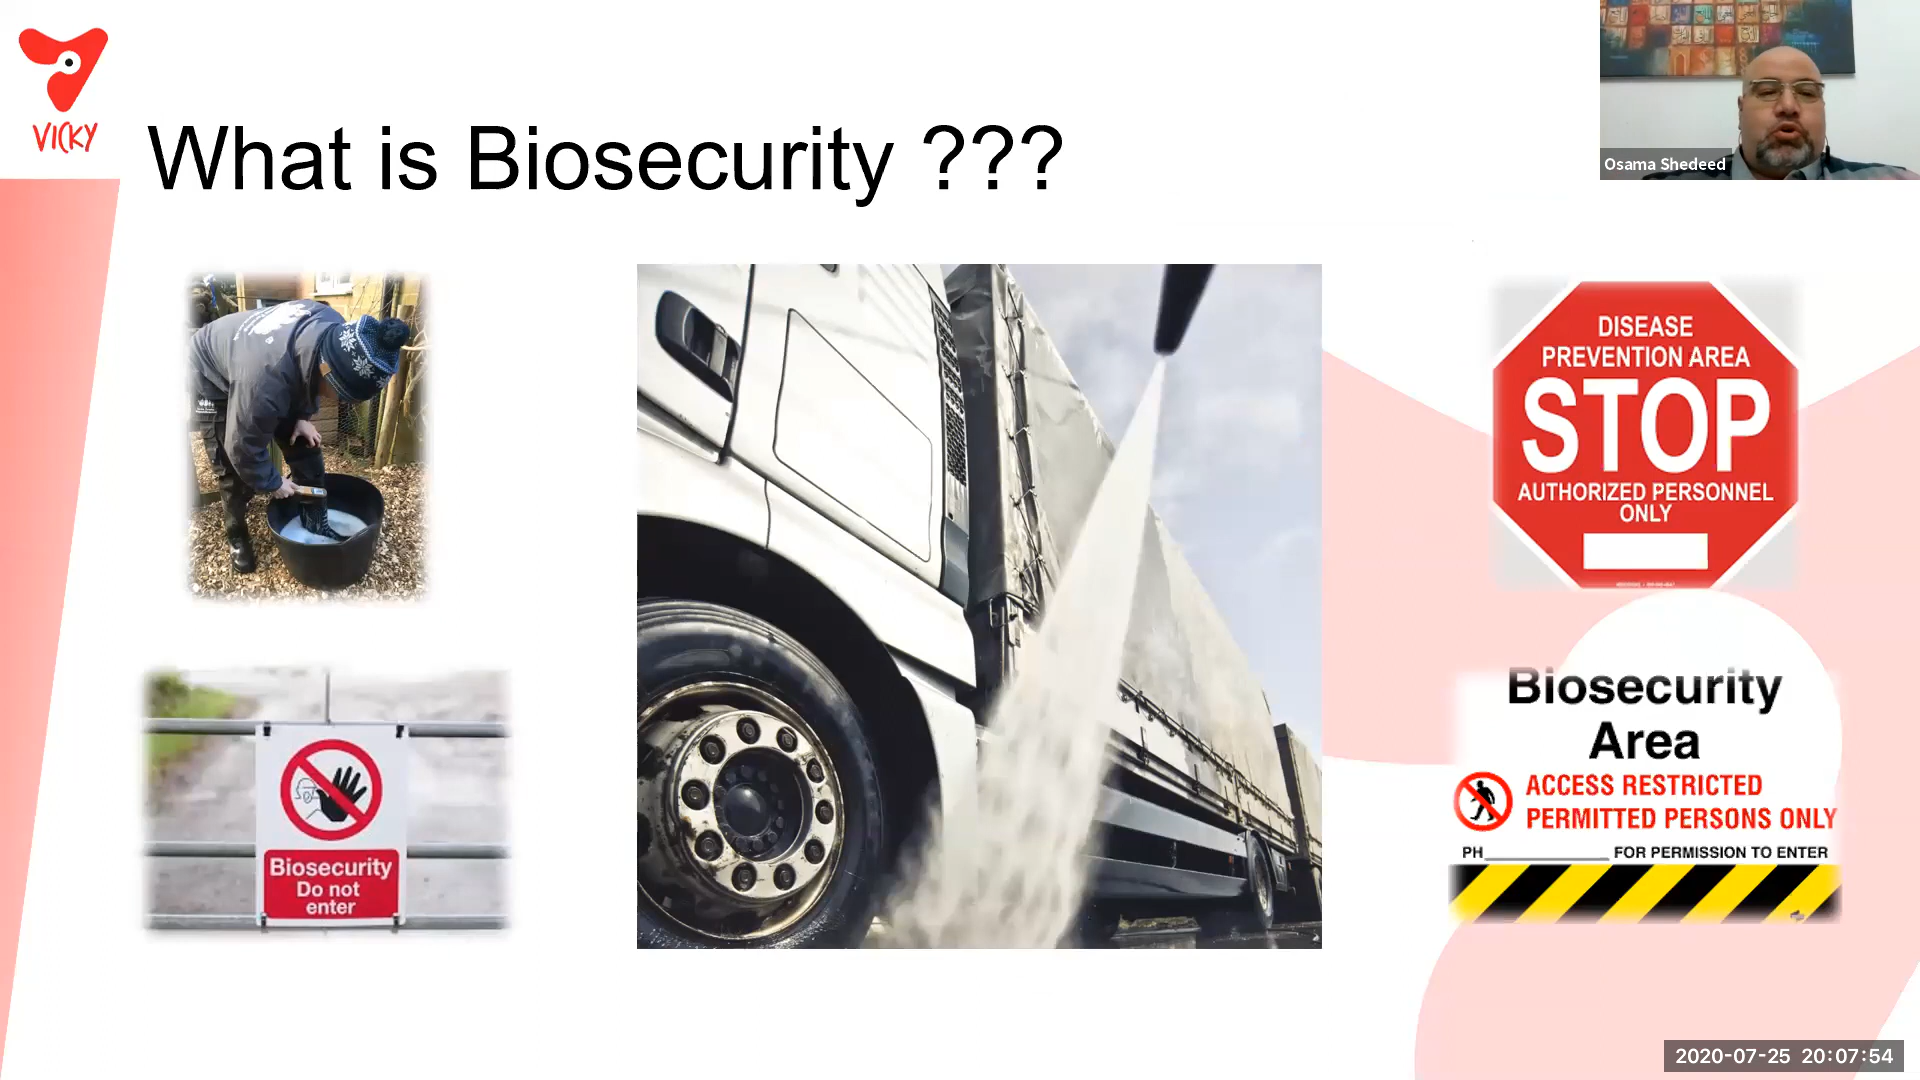 VICKY
What is Biosecurity ???
Osama Shedeed
DISEASE
PREVENTION AREA
STOP
AUTHORIZED PERSONNEL
ONLY
Biosecurity
Do not
enter
Biosecurity
Area
ACCESS RESTRICTED
PERMITTED PERSONS ONLY
PH____________ FOR PERMISSION TO ENTER
2020-07-25 20:07:54